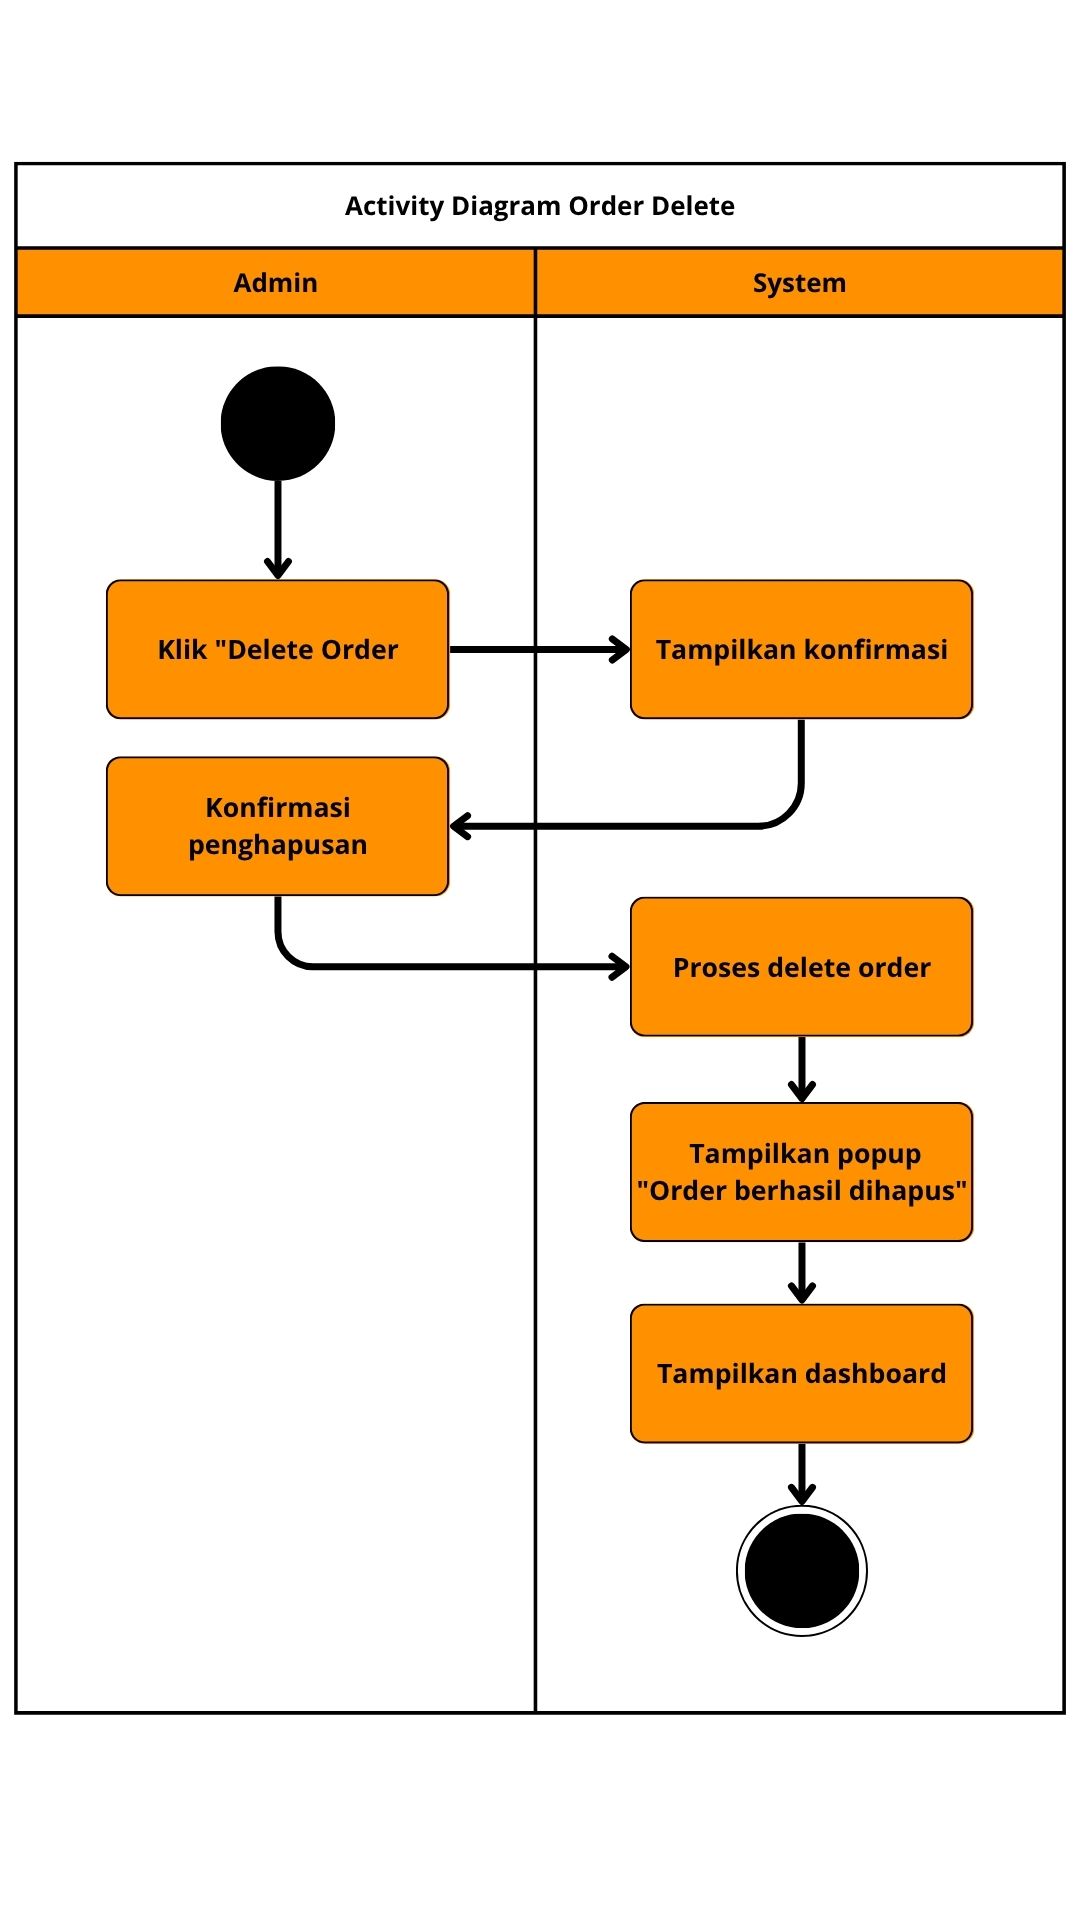 Activity Diagram Order Delete
Admin
System
Klik "Delete Order
Tampilkan konfirmasi
Konfirmasi
penghapusan
Proses delete order
Tampilkan popup
"Order berhasil dihapus"
Tampilkan dashboard